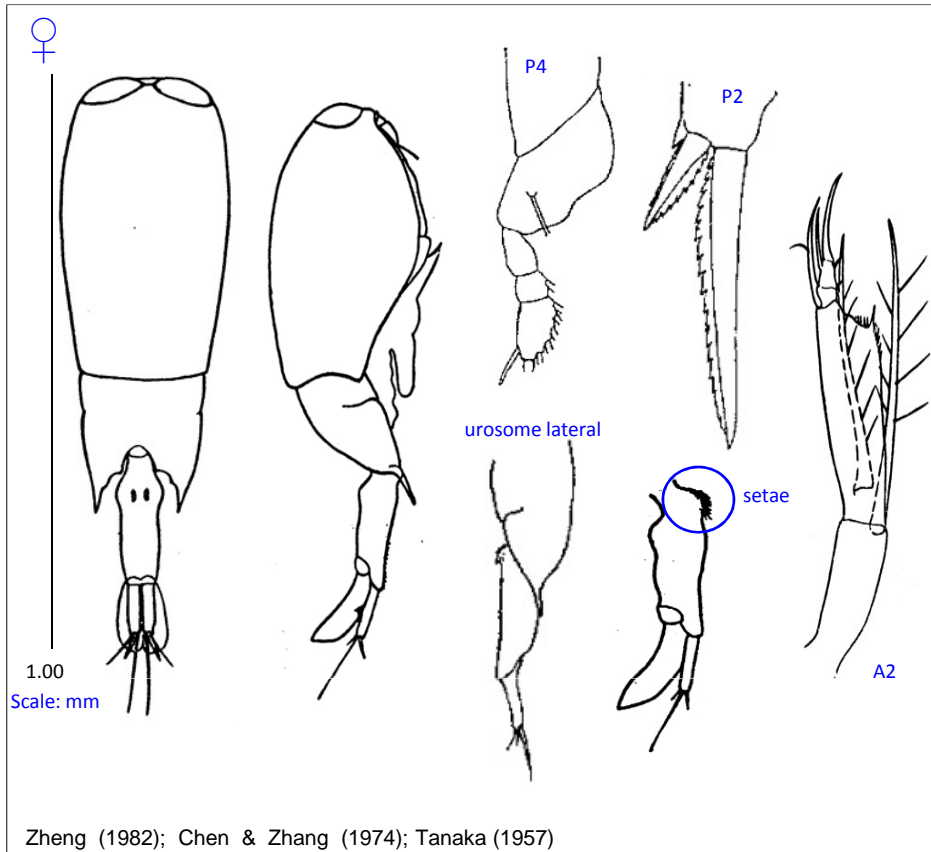 ♀
P4
P2
urosome lateral
setae
1.00
Scale: mm
A2
Zheng (1982); Chen & Zhang (1974); Tanaka (1957)